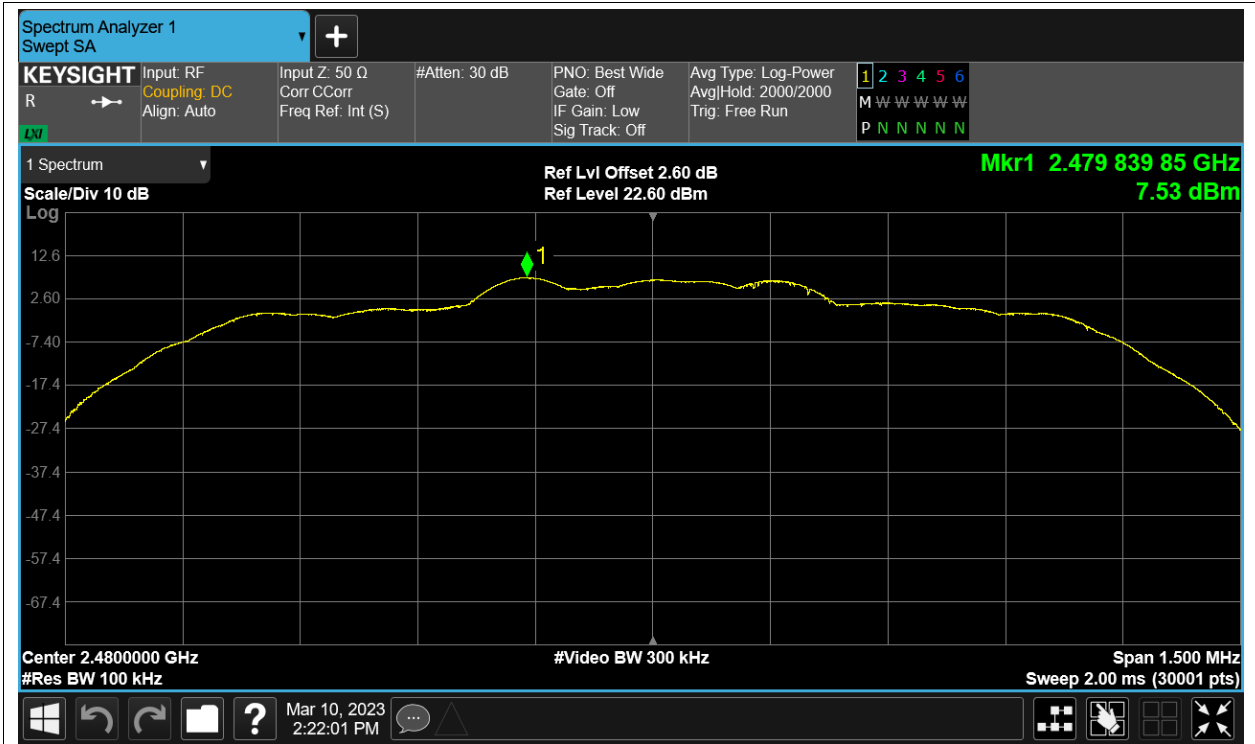 Spectrum Analyzer 1
Swept SA
KEYSIGHT
R
LXI
Input: RF
Coupling: DC
Align: Auto
Input Z: 50 Ω
Corr CCorr
Freq Ref: Int (S)
#Atten: 30 dB
PNO: Best Wide
Gate: Off
IF Gain: Low
Sig Track: Off
Avg Type: Log-Power
Avg|Hold: 2000/2000
Trig: Free Run
1 2 3 4 5 6
M W W W W W
P N N N N N
1 Spectrum
Scale/Div 10 dB
Log
Ref Lvl Offset 2.60 dB
Ref Level 22.60 dBm
Mkr1 2.479 839 85 GHz
7.53 dBm
1
12.6
2.60
-7.40
-17.4
-27.4
-37.4
-47.4
-57.4
-67.4
Center 2.4800000 GHz
#Res BW 100 kHz
#Video BW 300 kHz
Span 1.500 MHz
Sweep 2.00 ms (30001 pts)
?
Mar 10, 2023
2:22:01 PM